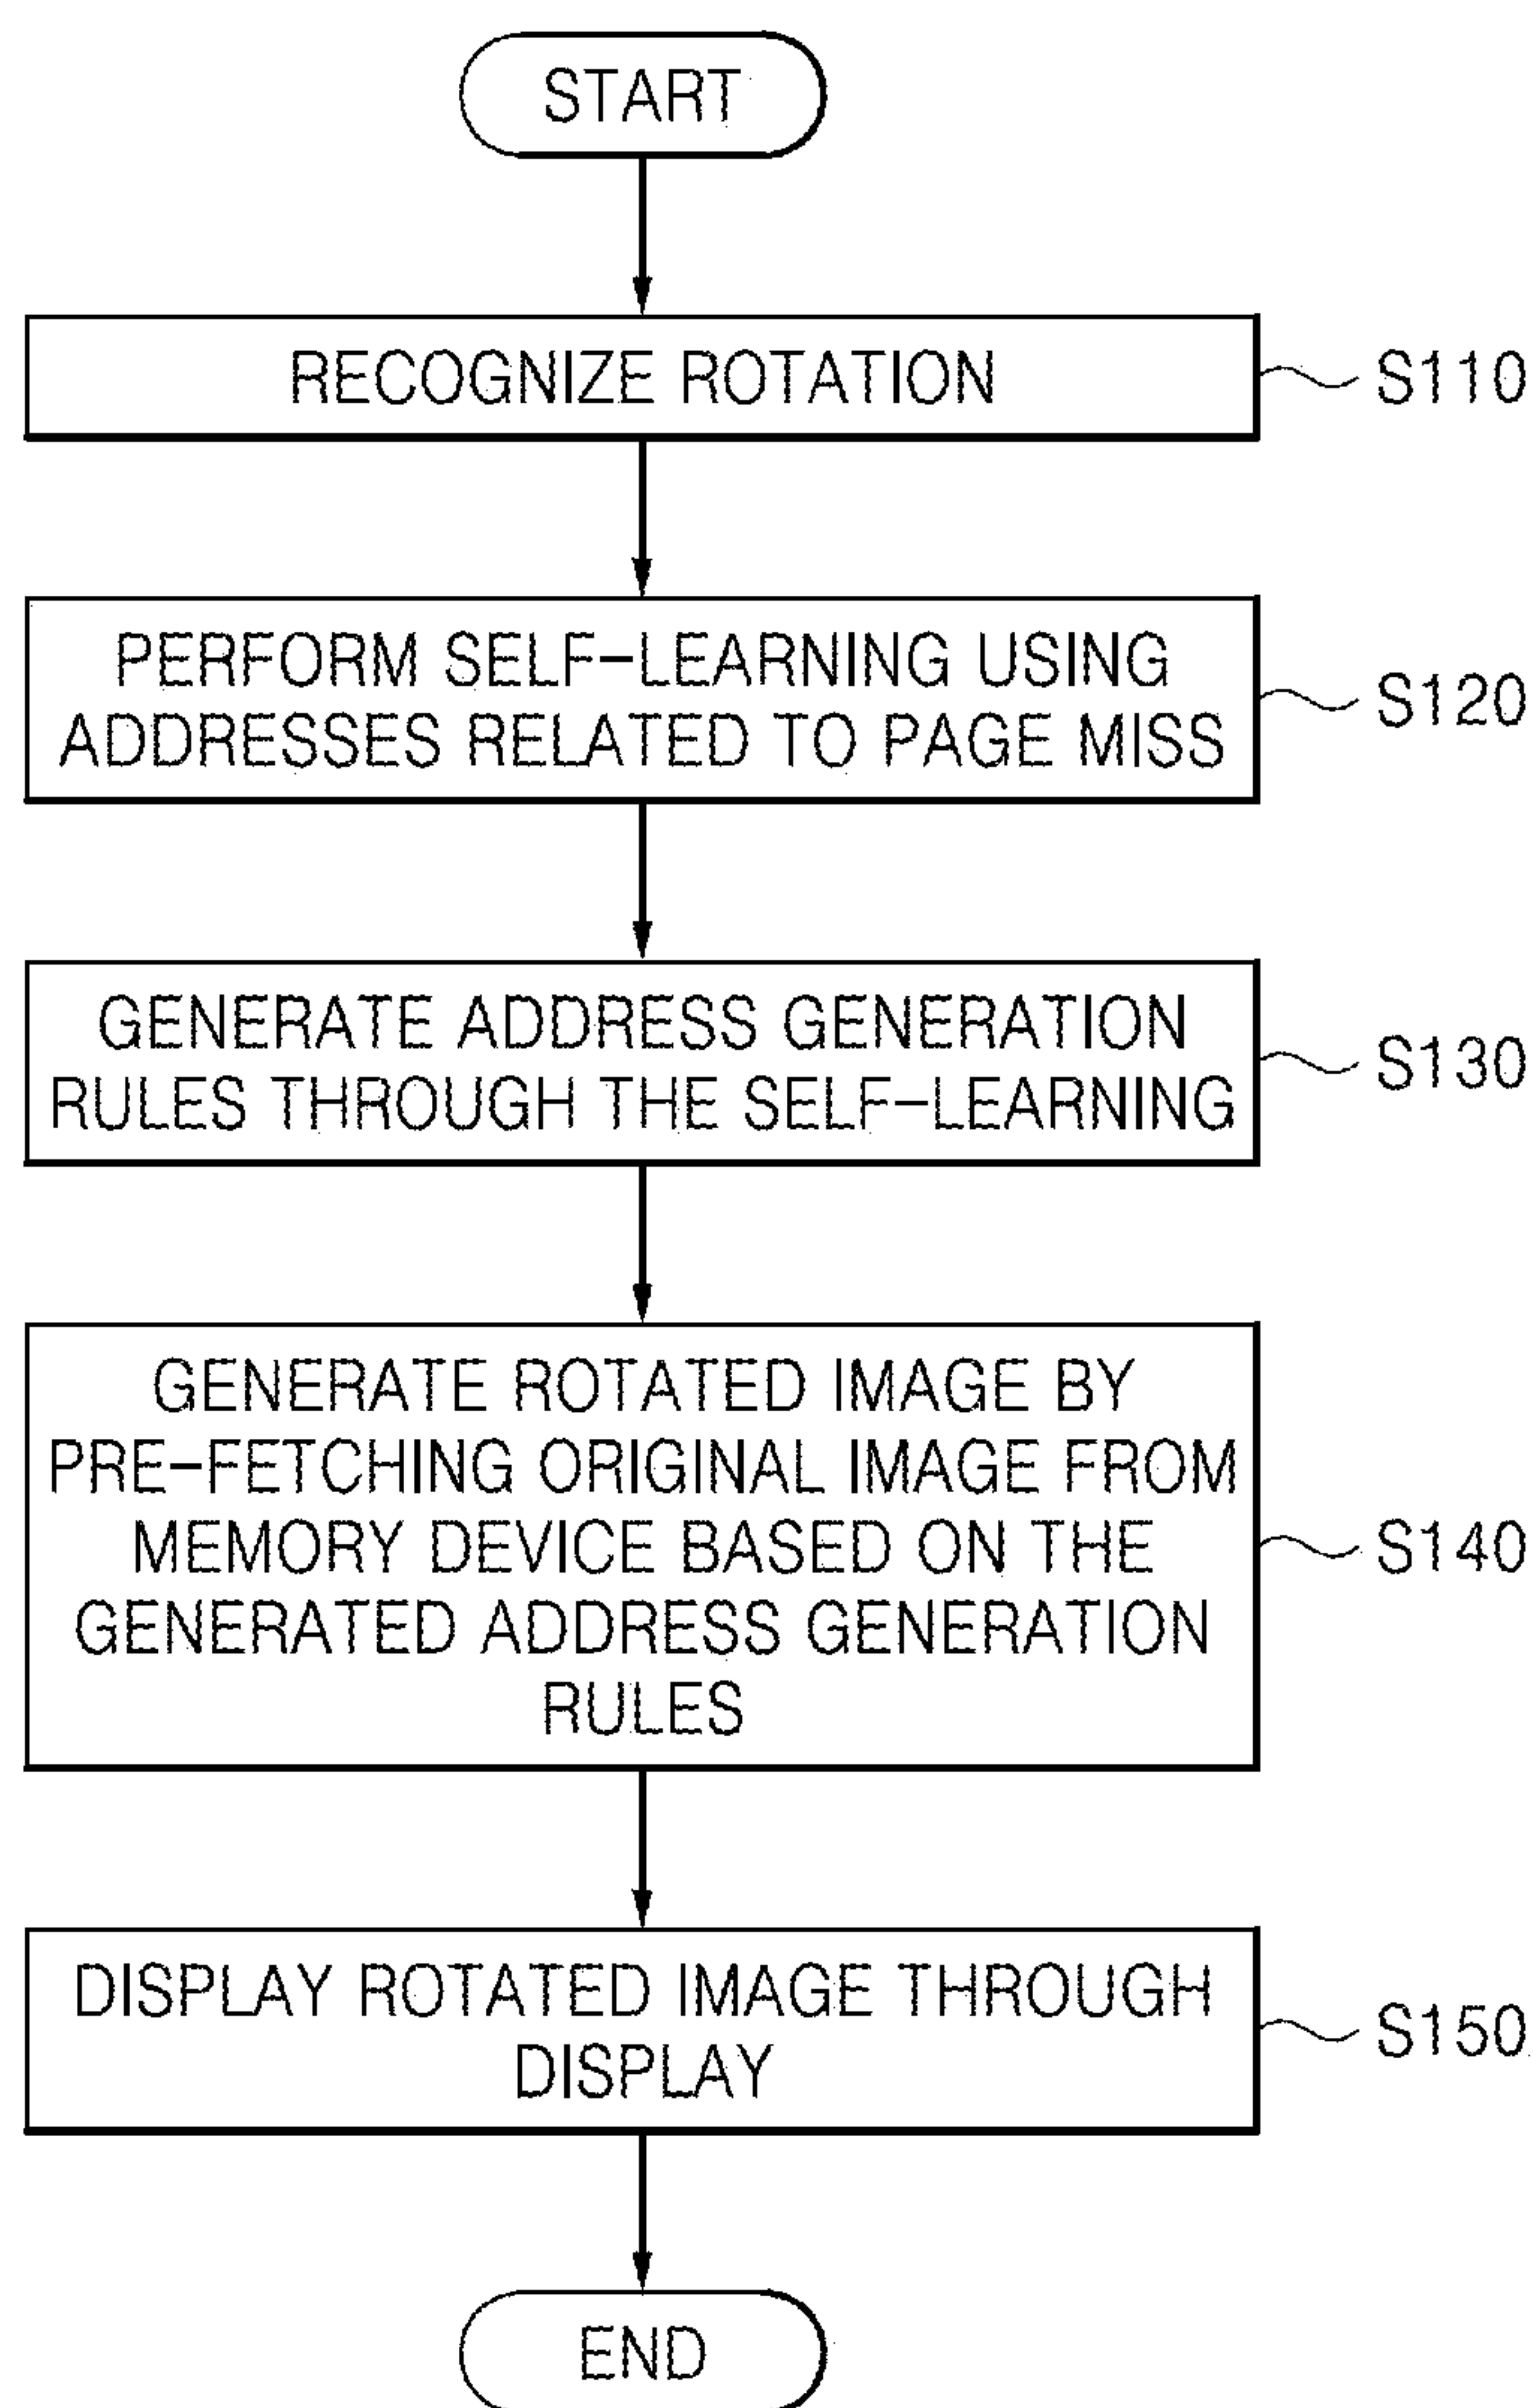 START
RECOGNIZE ROTATION
S110
PERFORM SELF-LEARNING USING
ADDRESSES RELATED TO PAGE MISS
S120
GENERATE ADDRESS GENERATION
RULES THROUGH THE SELF-LEARNING
S130
GENERATE ROTATED IMAGE BY
PRE-FETCHING ORIGINAL IMAGE FROM
MEMORY DEVICE BASED ON THE
GENERATED ADDRESS GENERATION
RULES
S140
DISPLAY ROTATED IMAGE THROUGH
DISPLAY
S150
END